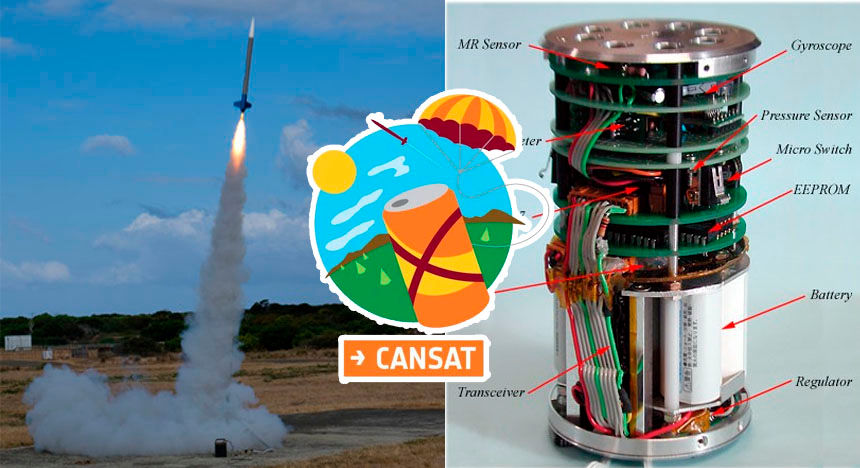 MR Sensor
Gyroscope
Pressure Sensor
Micro Switch
EEPROM
→ CANSAT
Battery
Transceiver
Regulator